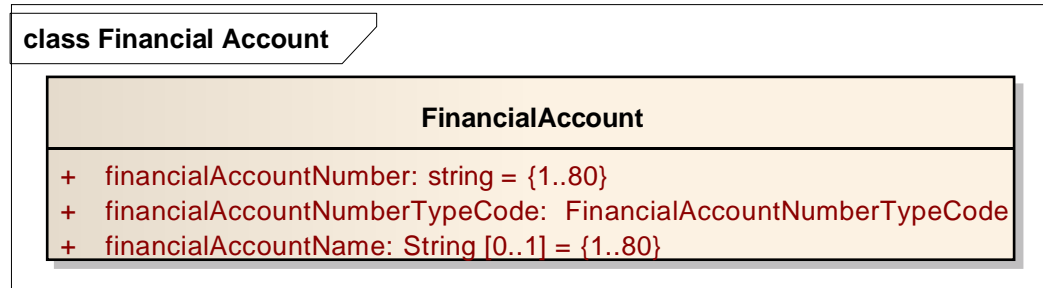 class Financial Account
FinancialAccount
+ financialAccountNumber: string = {1..80}
+ financialAccountNumberTypeCode: FinancialAccountNumberTypeCode
+ financialAccountName: String [0..1] = {1..80}